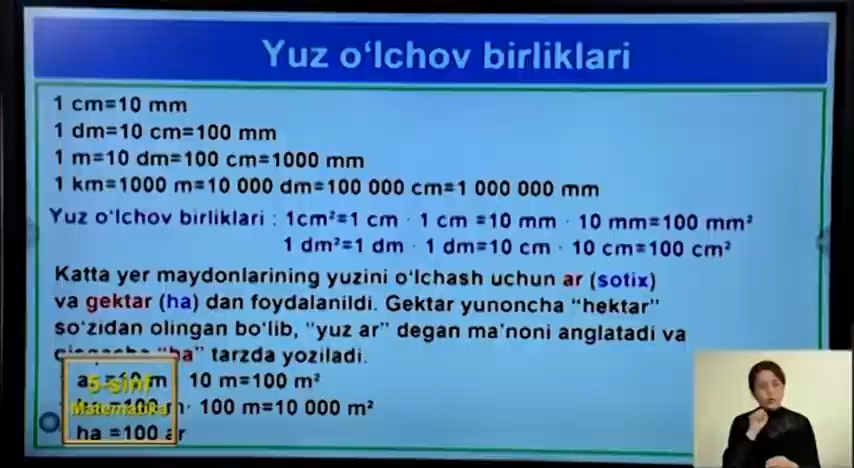 Yuz o‘lchov birliklari
1 cm=10 mm
1 dm=10 cm=100 mm
1 m=10 dm=100 cm=1000 mm
1 km=1000 m=10 000 dm=100 000 cm=1 000 000 mm
Yuz o‘lchov birliklari : 1cm²=1 cm · 1 cm =10 mm · 10 mm=100 mm²
1 dm²=1 dm · 1 dm=10 cm · 10 cm=100 cm²
Katta yer maydonlarining yuzini o‘lchash uchun ar (sotix)
va gektar (ha) dan foydalanildi. Gektar yunoncha "hektar"
so‘zidan olingan bo‘lib, "yuz ar" degan ma’noni anglatadi va
"ha" tarzda yoziladi.
10 m=100 m²
5-sinf
Matematika
100 m=10 000 m²
ha =100 ar